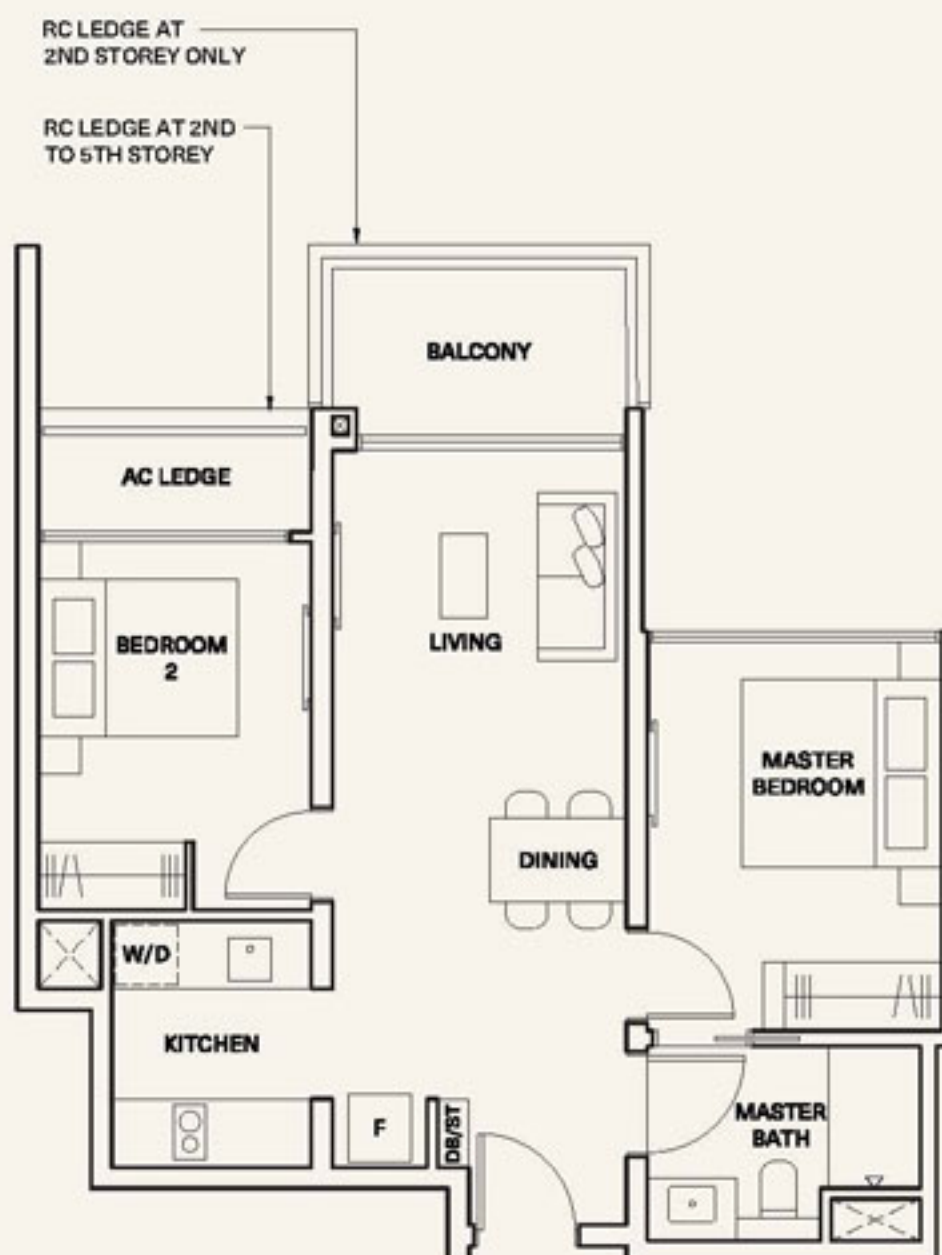 RC LEDGE AT
2ND STOREY ONLY
RC LEDGE AT 2ND
TO 5TH STOREY
BALCONY
AC LEDGE
BEDROOM
2
LIVING
MASTER
BEDROOM
DINING
W/D
KITCHEN
F
DB/ST
MASTER
BATH